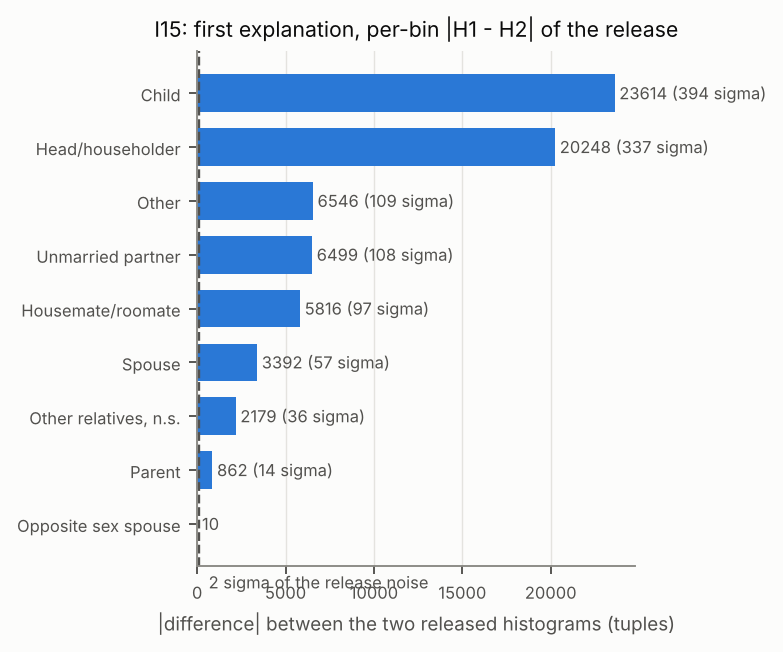 I15: first explanation, per-bin |H1 - H2| of the release
Child 23614 (394 sigma)
Head/householder 20248 (337 sigma)
Other 6546 (109 sigma)
Unmarried partner 6499 (108 sigma)
Housemate/roomate 5816 (97 sigma)
Spouse 3392 (57 sigma)
Other relatives, n.s. 2179 (36 sigma)
Parent 862 (14 sigma)
Opposite sex spouse 10
2 sigma of the release noise
0 5000 10000 15000 20000
|difference| between the two released histograms (tuples)